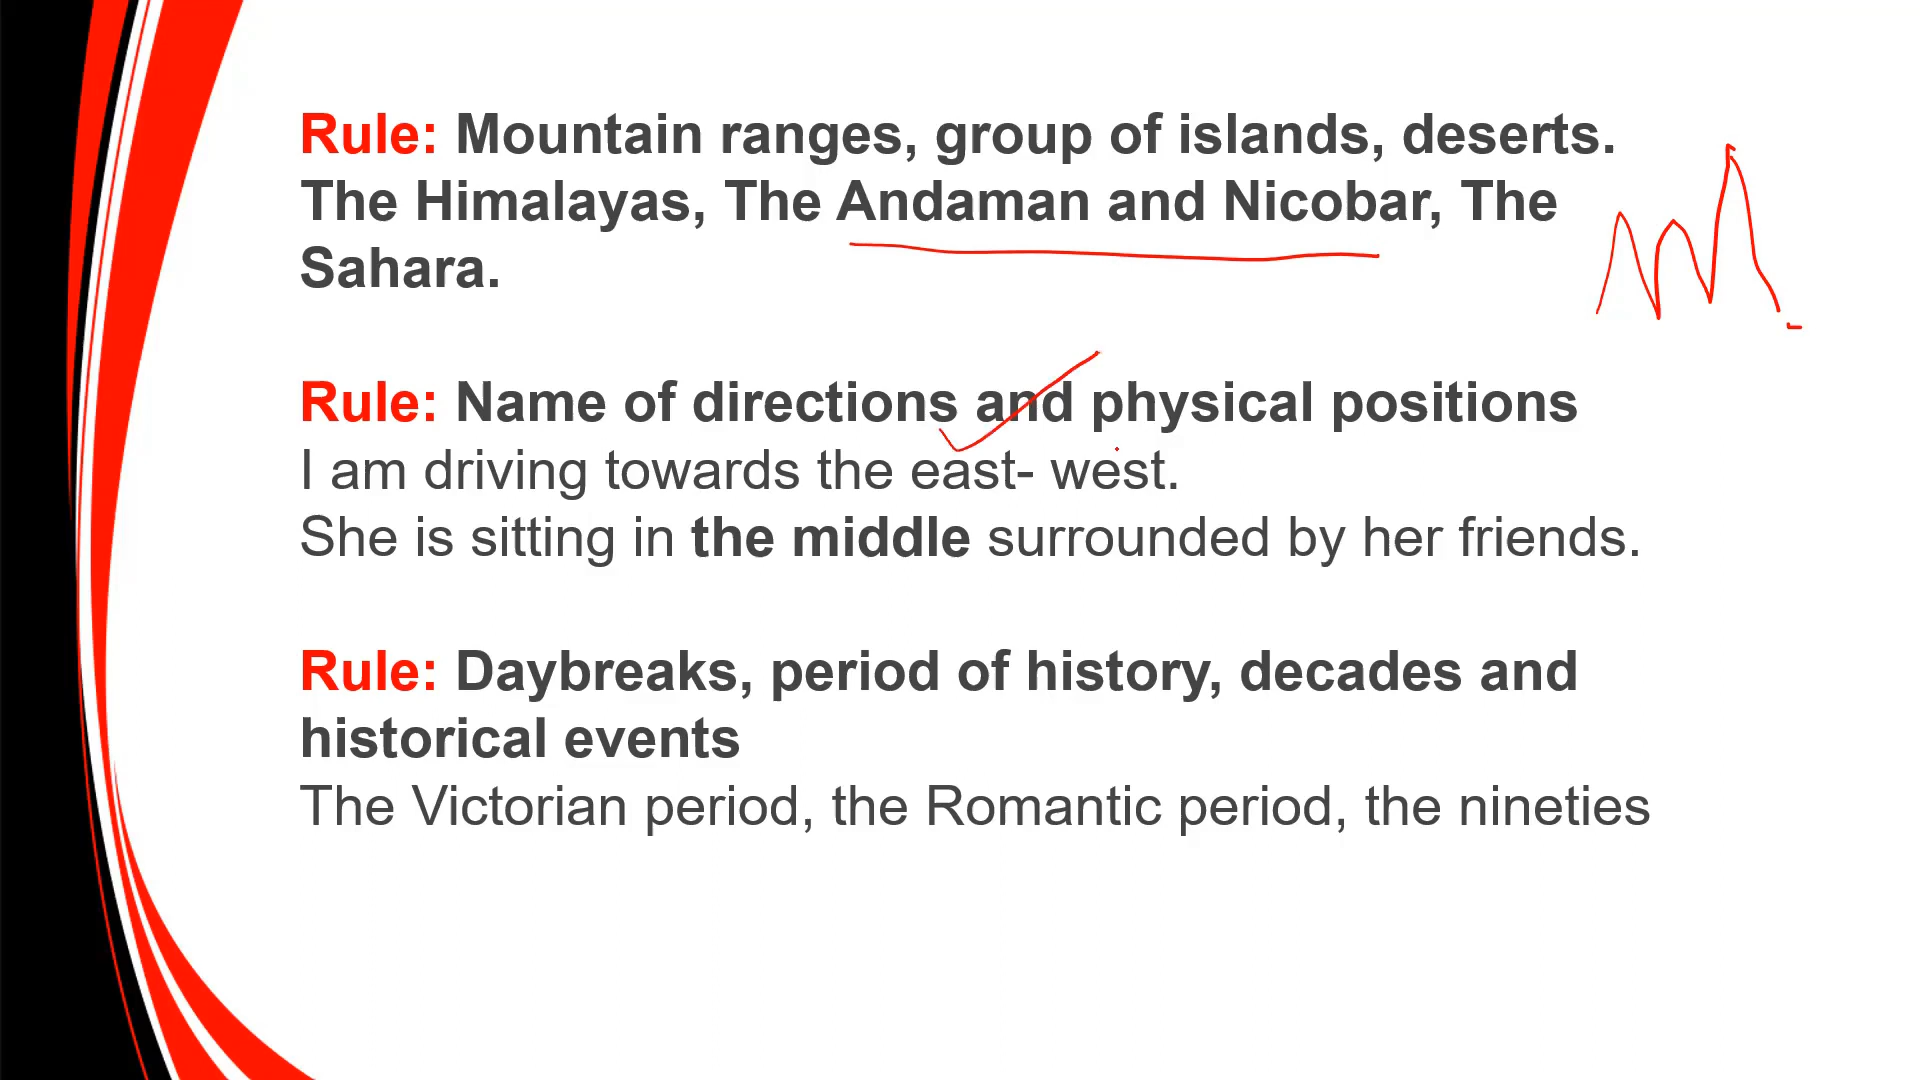 Rule: Mountain ranges, group of islands, deserts.
The Himalayas, The Andaman and Nicobar, The
Sahara.
Rule: Name of directions and physical positions
I am driving towards the east- west.
She is sitting in the middle surrounded by her friends.
Rule: Daybreaks, period of history, decades and
historical events
The Victorian period, the Romantic period, the nineties